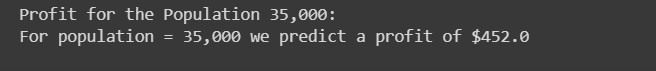 Profit for the Population 35,000:
For population = 35,000 we predict a profit of $452.0